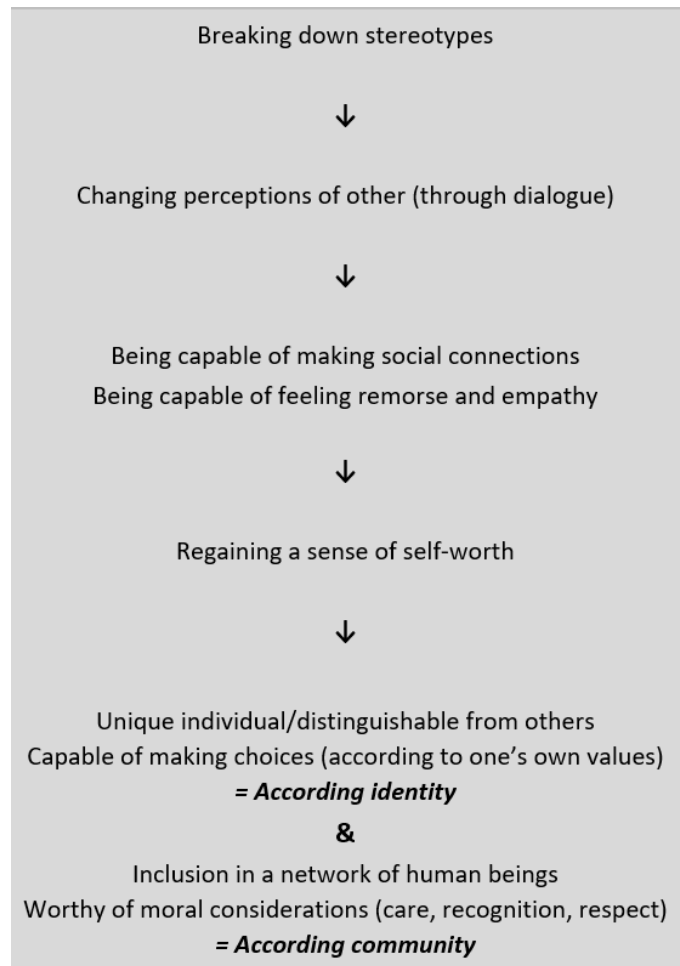 Breaking down stereotypes
↓
Changing perceptions of other (through dialogue)
↓
Being capable of making social connections
Being capable of feeling remorse and empathy
↓
Regaining a sense of self-worth
↓
Unique individual/distinguishable from others
Capable of making choices (according to one’s own values)
= According identity
&
Inclusion in a network of human beings
Worthy of moral considerations (care, recognition, respect)
= According community